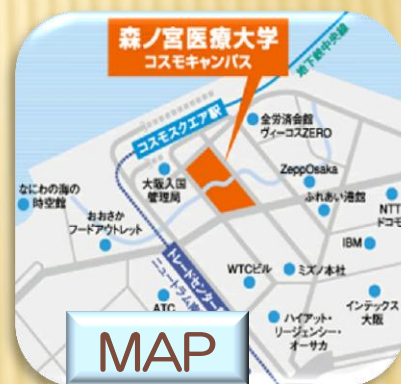 森ノ宮医療大学
コスモキャンパス
地下鉄中央線
コスモスクエア駅
全労済会館
ヴィーコスZERO
大阪入国
管理局
ZeppOsaka
なにわの海の
時空館
ふれあい港館
おおさか
フードアウトレット
NTT
ドコモ
IBM
トレードセンター前
ニュートラム
WTCビル
ミズノ本社
ATC
インテックス
大阪
ハイアット・
リージェンシー・
オーサカ
MAP